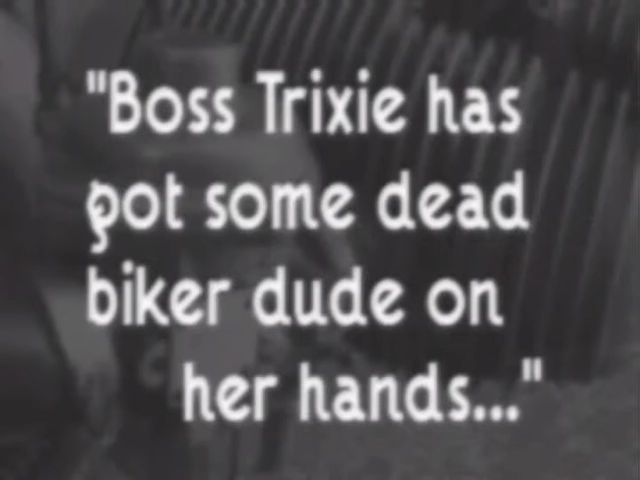 "Boss Trixie has
got some dead
biker dude on
her hands..."